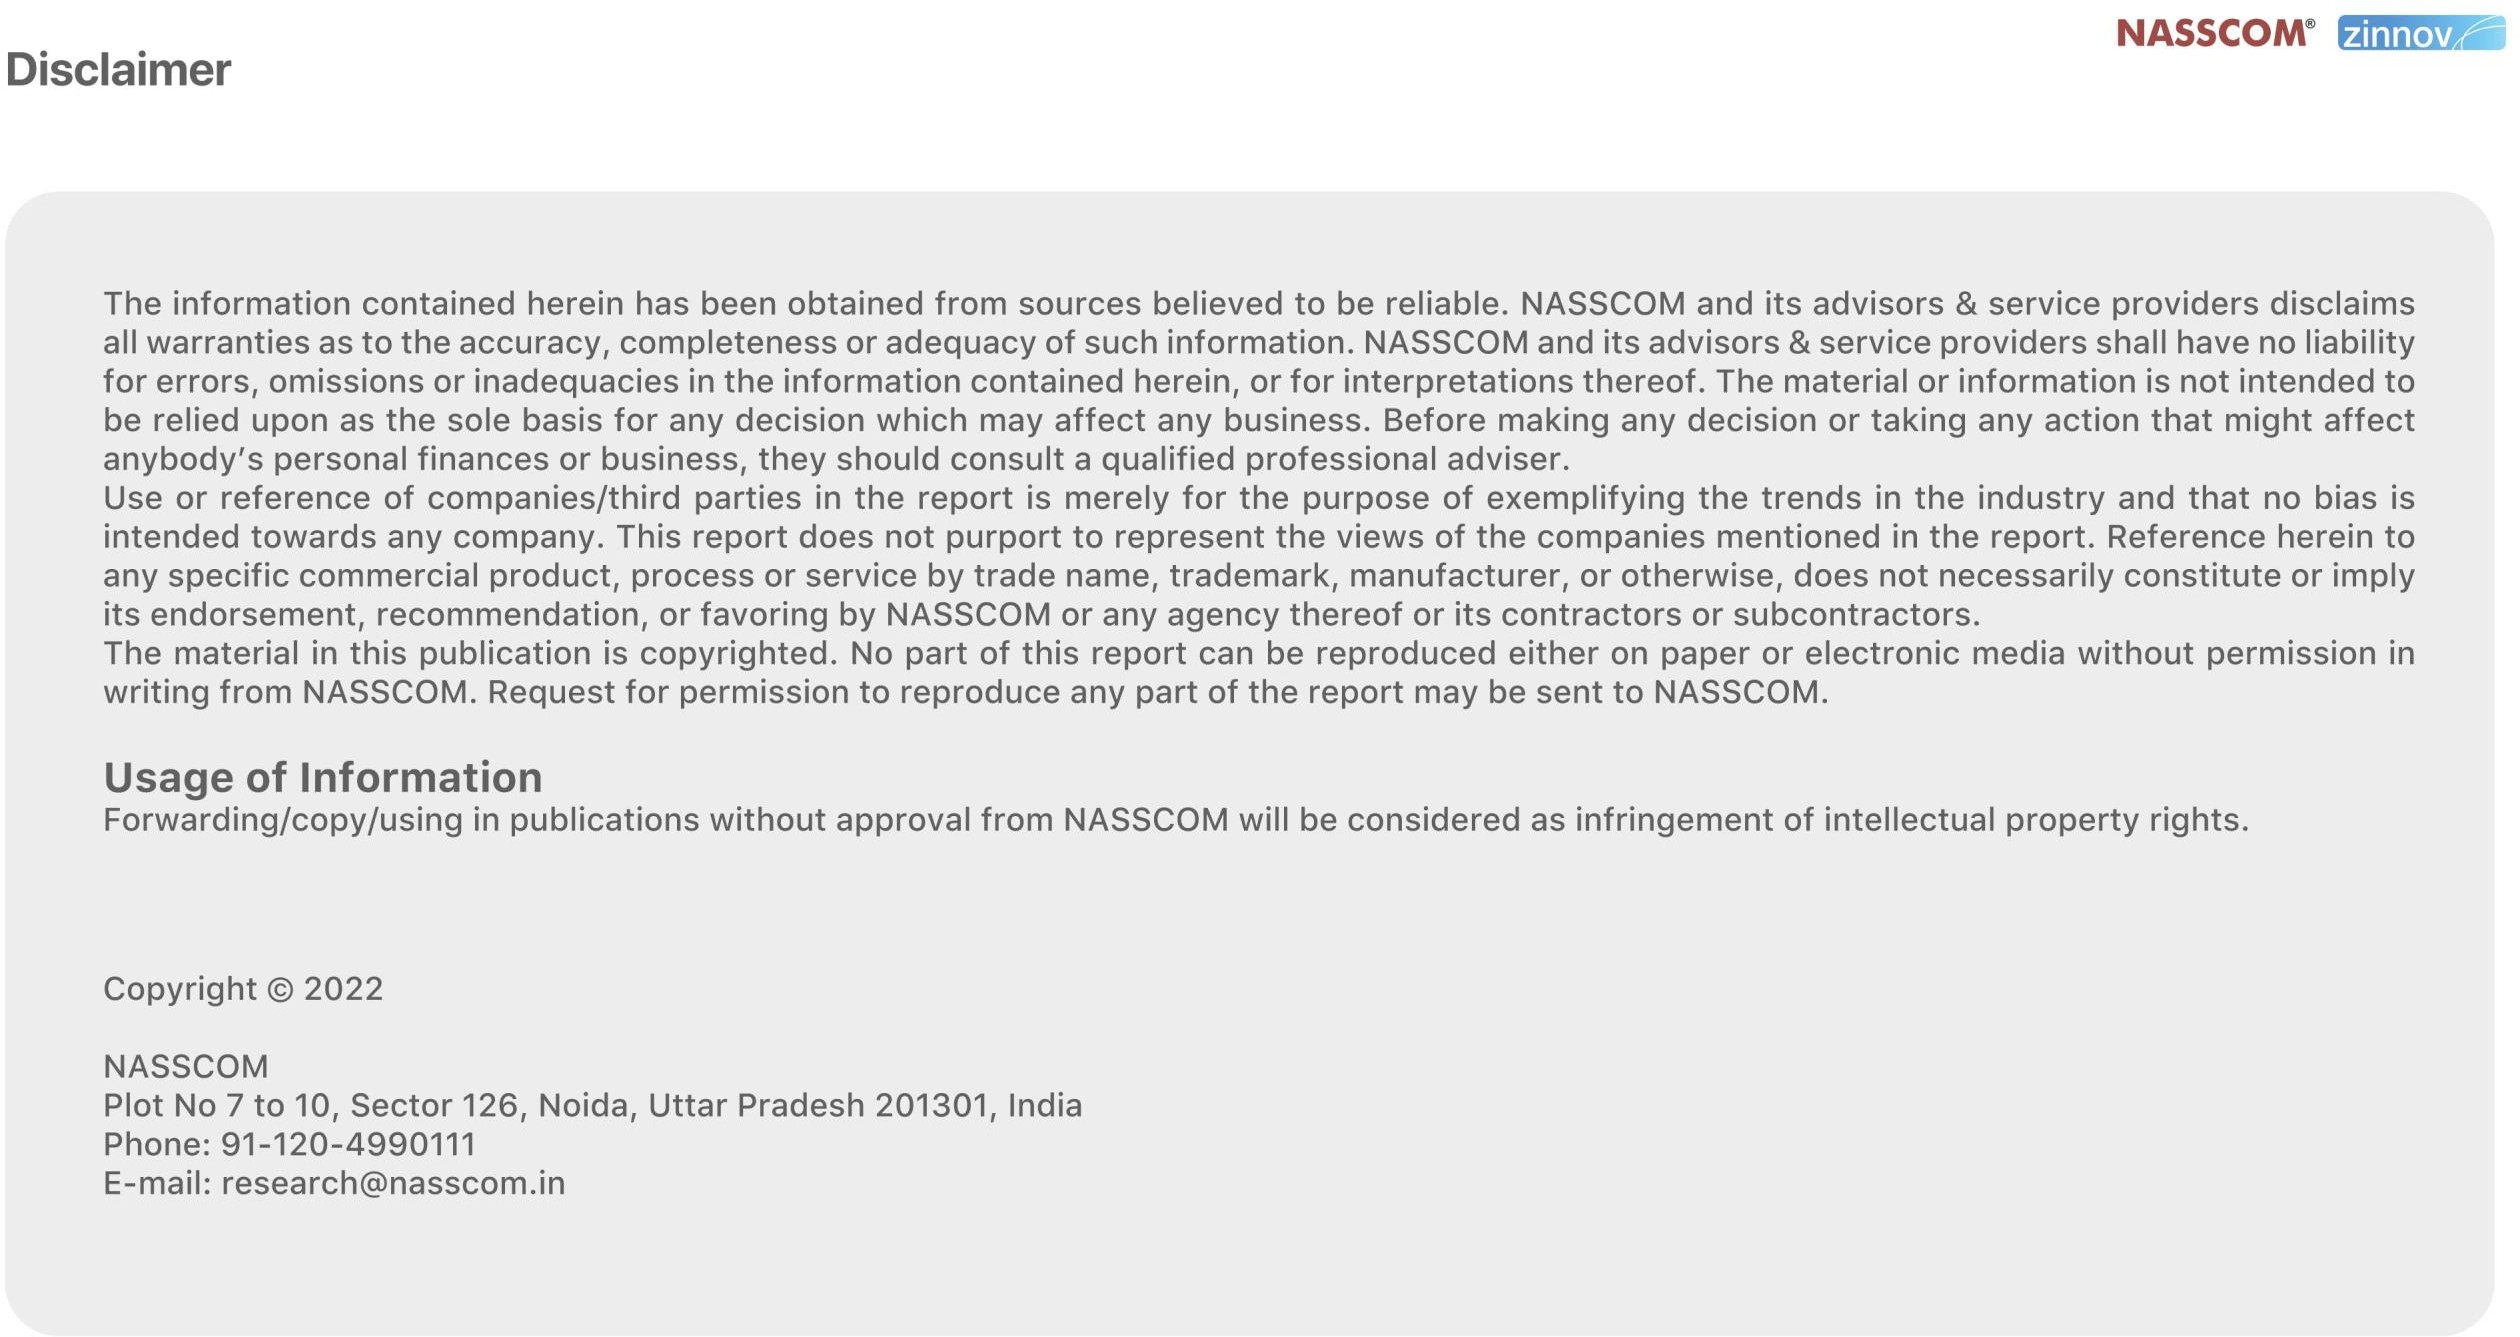 NASSCOM®
zinnov
Disclaimer
The information contained herein has been obtained from sources believed to be reliable. NASSCOM and its advisors & service providers disclaims
all warranties as to the accuracy, completeness or adequacy of such information. NASSCOM and its advisors & service providers shall have no liability
for errors, omissions or inadequacies in the information contained herein, or for interpretations thereof. The material or information is not intended to
be relied upon as the sole basis for any decision which may affect any business. Before making any decision or taking any action that might affect
anybody’s personal finances or business, they should consult a qualified professional adviser.
Use or reference of companies/third parties in the report is merely for the purpose of exemplifying the trends in the industry and that no bias is
intended towards any company. This report does not purport to represent the views of the companies mentioned in the report. Reference herein to
any specific commercial product, process or service by trade name, trademark, manufacturer, or otherwise, does not necessarily constitute or imply
its endorsement, recommendation, or favoring by NASSCOM or any agency thereof or its contractors or subcontractors.
The material in this publication is copyrighted. No part of this report can be reproduced either on paper or electronic media without permission in
writing from NASSCOM. Request for permission to reproduce any part of the report may be sent to NASSCOM.
Usage of Information
Forwarding/copy/using in publications without approval from NASSCOM will be considered as infringement of intellectual property rights.
Copyright © 2022
NASSCOM
Plot No 7 to 10, Sector 126, Noida, Uttar Pradesh 201301, India
Phone: 91-120-4990111
E-mail: research@nasscom.in